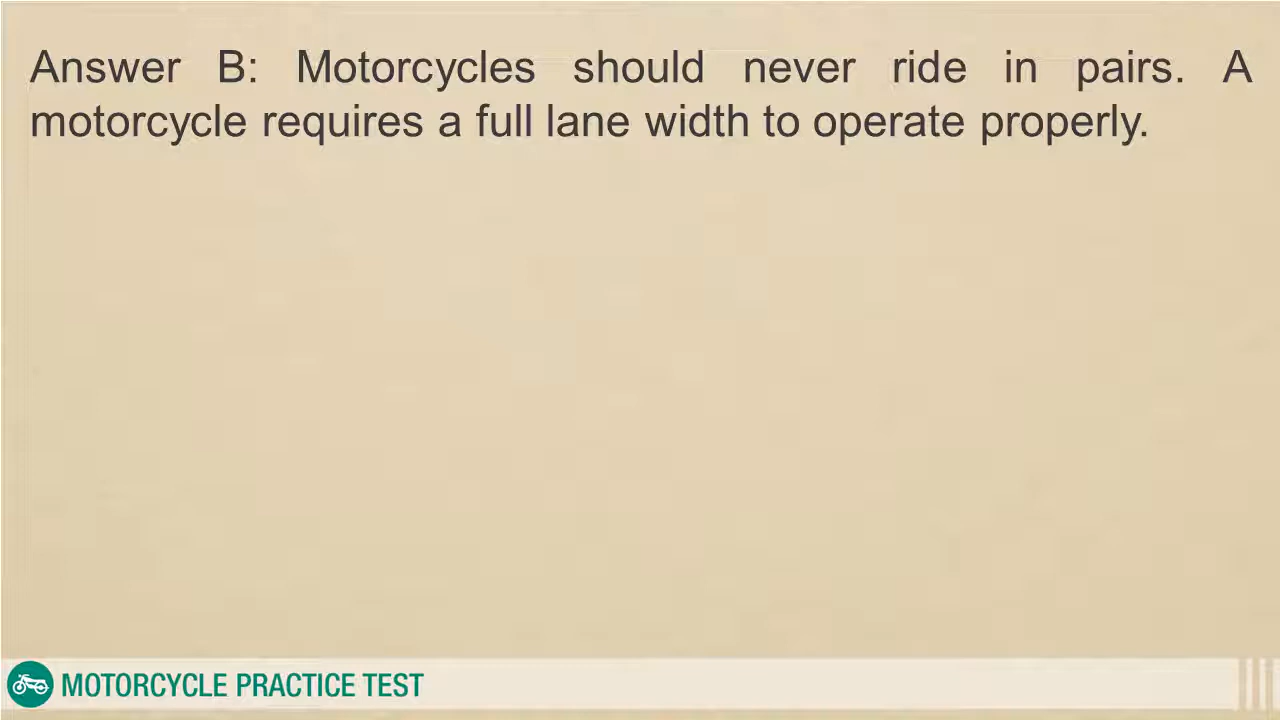 Answer B: Motorcycles should never ride in pairs. A
motorcycle requires a full lane width to operate properly.
MOTORCYCLE PRACTICE TEST